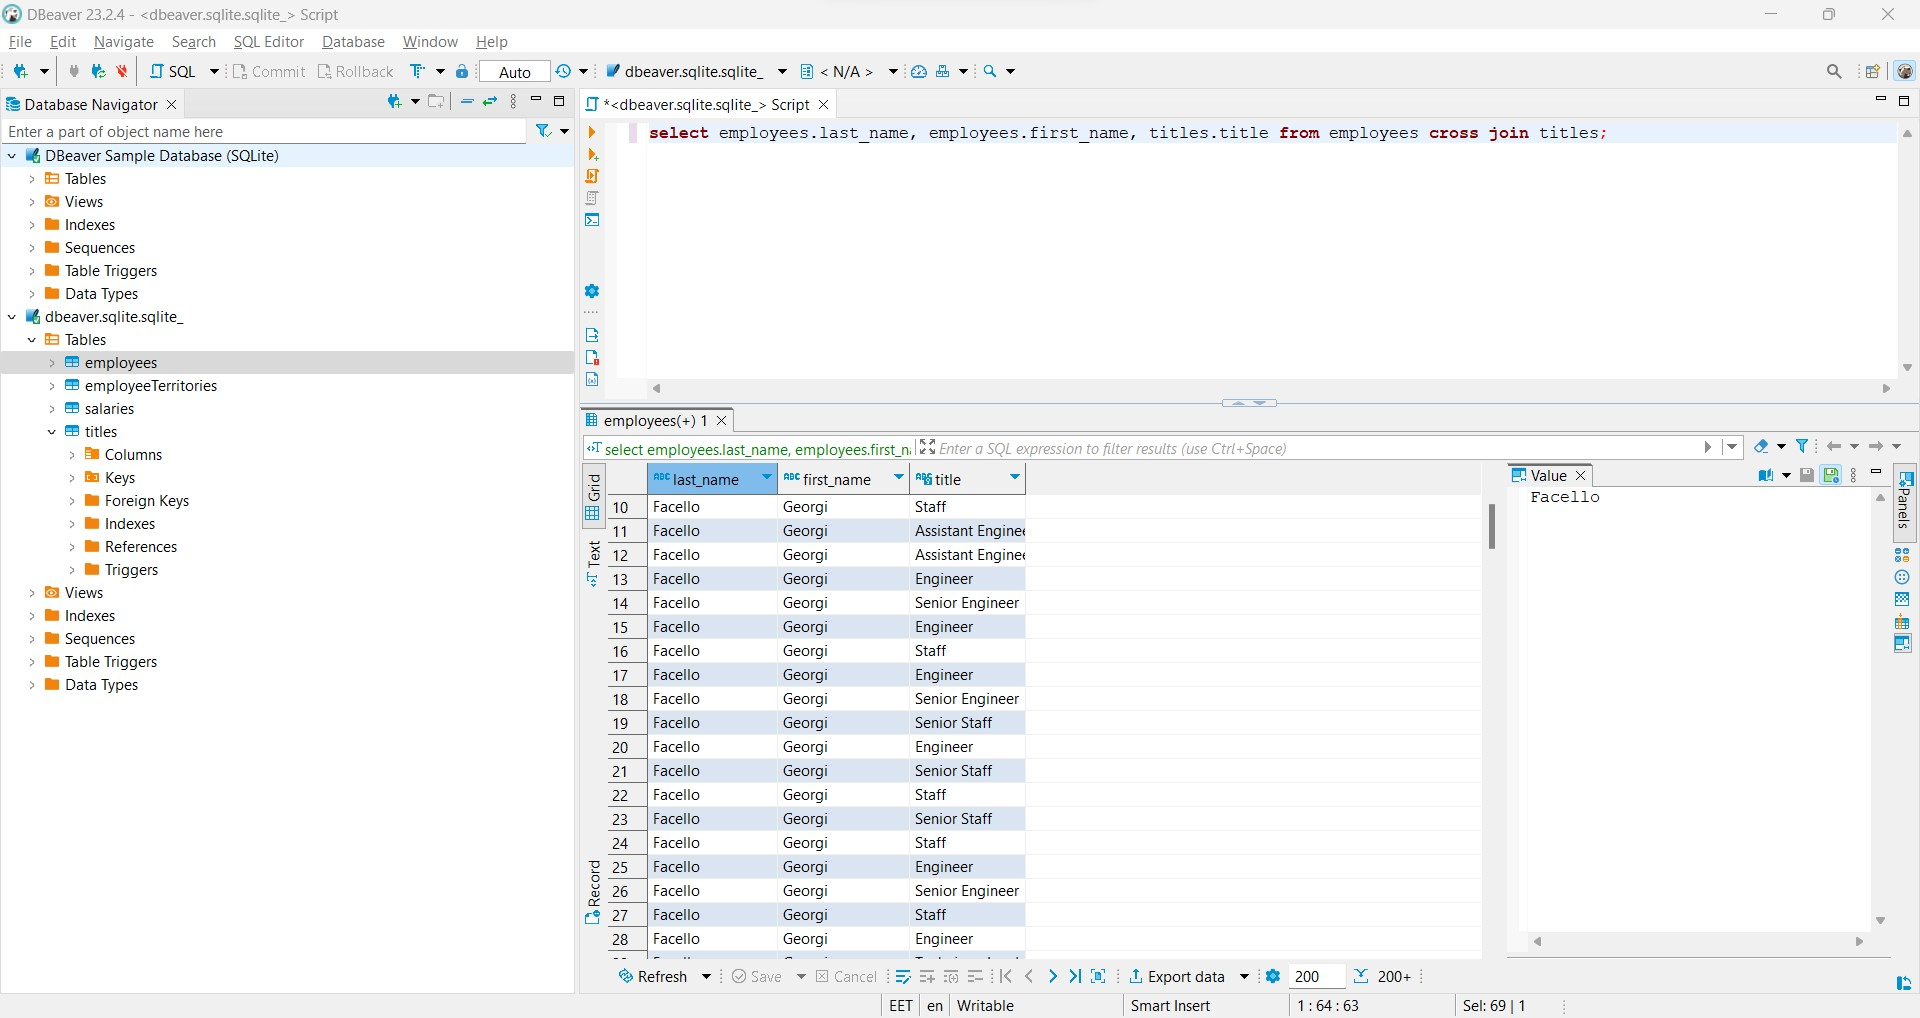 DBeaver 23.2.4 - <dbeaver.sqlite.sqlite_> Script
File Edit Navigate Search SQL Editor Database Window Help
SQL Commit Rollback Auto dbeaver.sqlite.sqlite_ < N/A >
Database Navigator
Enter a part of object name here
DBeaver Sample Database (SQLite)
Tables
Views
Indexes
Sequences
Table Triggers
Data Types
dbeaver.sqlite.sqlite_
Tables
employees
employeeTerritories
salaries
titles
Columns
Keys
Foreign Keys
Indexes
References
Triggers
Views
Indexes
Sequences
Table Triggers
Data Types
*<dbeaver.sqlite.sqlite_> Script
select employees.last_name, employees.first_name, titles.title from employees cross join titles;
employees(+) 1
select employees.last_name, employees.first_n Enter a SQL expression to filter results (use Ctrl+Space)
Grid
Text
Record
ABC last_name ABC first_name ABC title
10 Facello Georgi Staff
11 Facello Georgi Assistant Enginee
12 Facello Georgi Assistant Enginee
13 Facello Georgi Engineer
14 Facello Georgi Senior Engineer
15 Facello Georgi Engineer
16 Facello Georgi Staff
17 Facello Georgi Engineer
18 Facello Georgi Senior Engineer
19 Facello Georgi Senior Staff
20 Facello Georgi Engineer
21 Facello Georgi Senior Staff
22 Facello Georgi Staff
23 Facello Georgi Senior Staff
24 Facello Georgi Staff
25 Facello Georgi Engineer
26 Facello Georgi Senior Engineer
27 Facello Georgi Staff
28 Facello Georgi Engineer
Value
Facello
Panels
Refresh Save Cancel Export data 200 200+
EET en Writable Smart Insert 1 : 64 : 63 Sel: 69 | 1